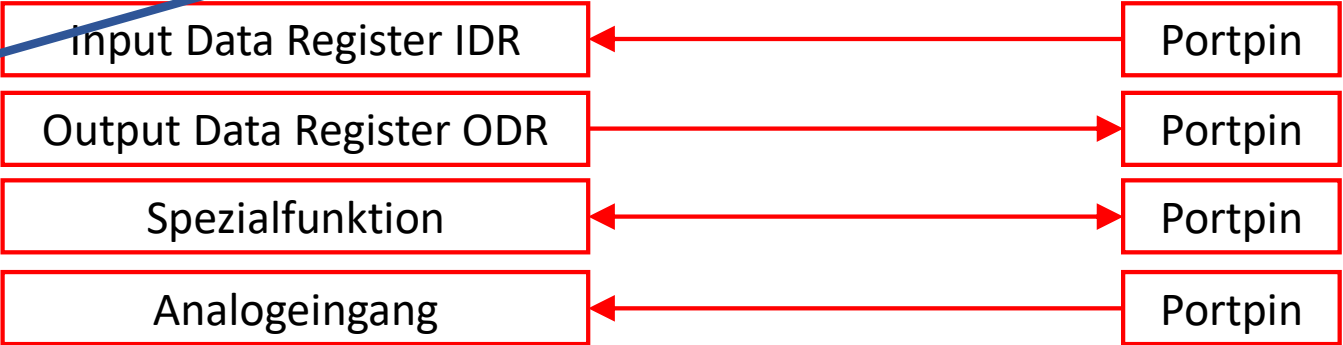 Input Data Register IDR Portpin
Output Data Register ODR Portpin
Spezialfunktion Portpin
Analogeingang Portpin